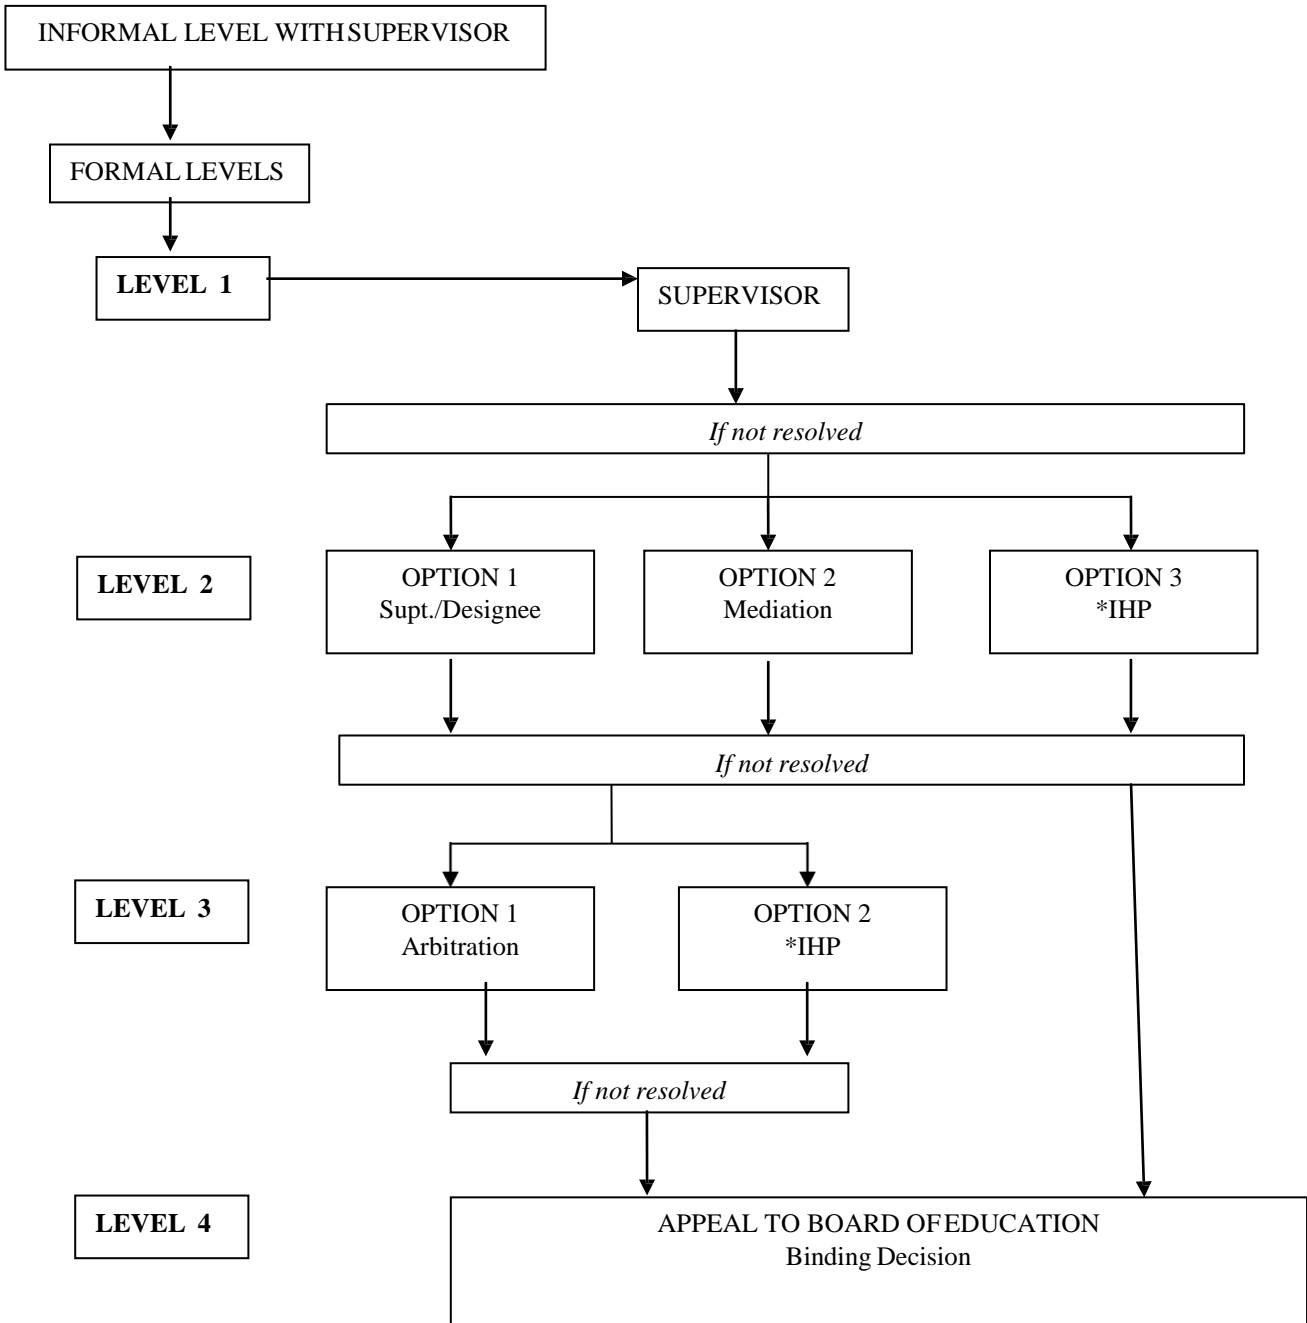 INFORMAL LEVEL WITH SUPERVISOR
FORMAL LEVELS
LEVEL 1
SUPERVISOR
If not resolved
LEVEL 2
OPTION 1
Supt./Designee
OPTION 2
Mediation
OPTION 3
*IHP
If not resolved
LEVEL 3
OPTION 1
Arbitration
OPTION 2
*IHP
If not resolved
LEVEL 4
APPEAL TO BOARD OF EDUCATION
Binding Decision